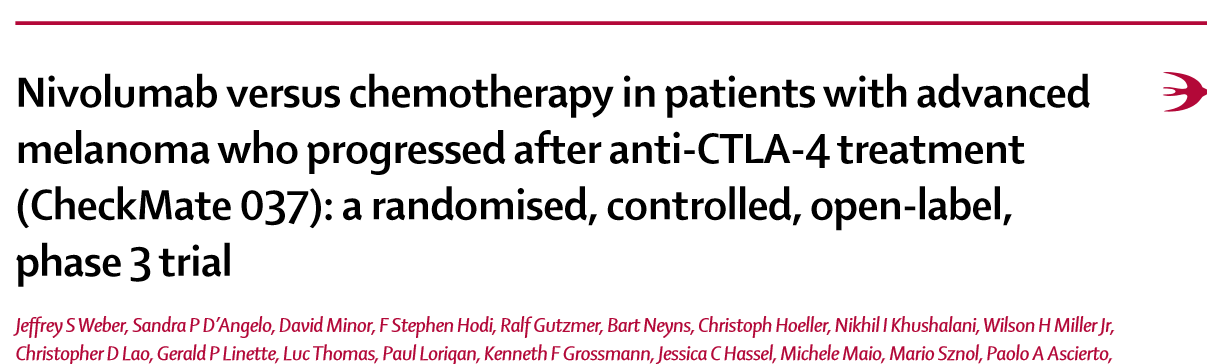 Nivolumab versus chemotherapy in patients with advanced
melanoma who progressed after anti-CTLA-4 treatment
(CheckMate 037): a randomised, controlled, open-label,
phase 3 trial
Jeffrey S Weber, Sandra P D’Angelo, David Minor, F Stephen Hodi, Ralf Gutzmer, Bart Neyns, Christoph Hoeller, Nikhil I Khushalani, Wilson H Miller Jr,
Christopher D Lao, Gerald P Linette, Luc Thomas, Paul Lorigan, Kenneth F Grossmann, Jessica C Hassel, Michele Maio, Mario Sznol, Paolo A Ascierto,